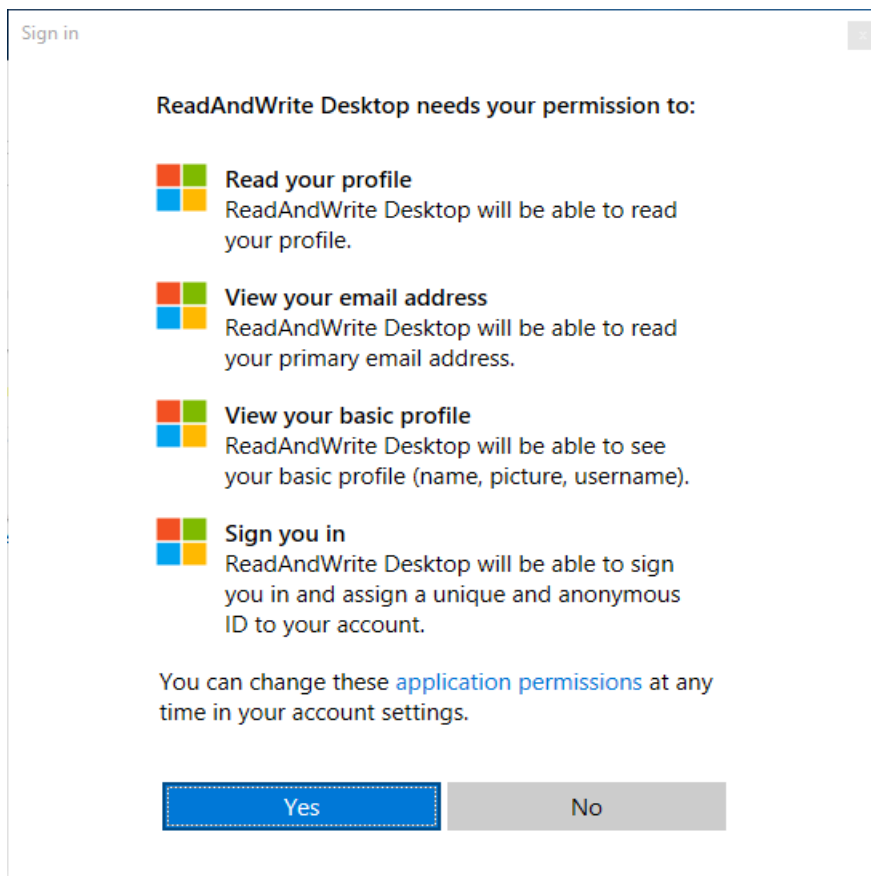 Sign in
ReadAndWrite Desktop needs your permission to:
Read your profile
ReadAndWrite Desktop will be able to read
your profile.
View your email address
ReadAndWrite Desktop will be able to read
your primary email address.
View your basic profile
ReadAndWrite Desktop will be able to see
your basic profile (name, picture, username).
Sign you in
ReadAndWrite Desktop will be able to sign
you in and assign a unique and anonymous
ID to your account.
You can change these application permissions at any
time in your account settings.
Yes
No